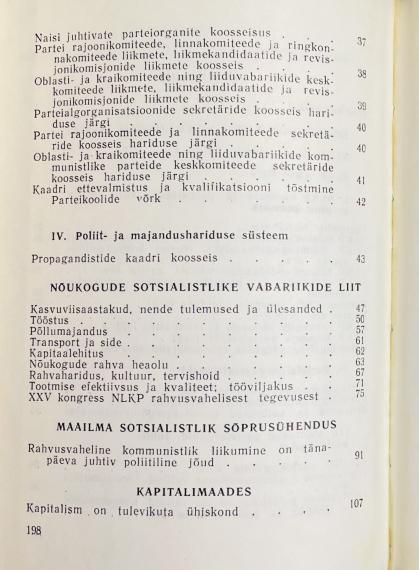 Naisi juhtivate parteiorganite koosseisus . . . 37
Partei rajoonikomiteede, linnakomiteede ja ringkon-
nakomiteede liikmete, liikmekandidaatide ja revis-
jonikomisjonide liikmete koosseis . . . . 38
Oblasti- ja kraikomiteede ning liiduvabariikide kesk-
komiteede liikmete, liikmekandidaatide ja revis-
jonikomisjonide liikmete koosseis . . . . 39
Parteialgorganisatsioonide sekretäride koosseis hari-
duse järgi . . . . . . . . 40
Partei rajoonikomiteede ja linnakomiteede sekretä-
ride koosseis hariduse järgi . . . . . 40
Oblasti- ja kraikomiteede ning liiduvabariikide kom-
munistlike parteide keskkomiteede sekretäride
koosseis hariduse järgi . . . . . . 41
Kaadri ettevalmistus ja kvalifikatsiooni tõstmine
Parteikoolide võrk . . . . . . . 42
IV. Poliit- ja majandushariduse süsteem
Propagandistide kaadri koosseis . . . . . 43
NÕUKOGUDE SOTSIALISTLIKE VABARIIKIDE LIIT
Kasvuviisaastakud, nende tulemused ja ülesanded . 47
Tööstus . . . . . . . . . 50
Põllumajandus . . . . . . . . 57
Transport ja side . . . . . . . . 61
Kapitaalehitus . . . . . . . . 62
Nõukogude rahva heaolu . . . . . . 63
Rahvaharidus, kultuur, tervishoid . . . . . 67
Tootmise efektiivsus ja kvaliteet; tööviljakus . . 71
XXV kongress NLKP rahvusvahelisest tegevusest . 75
MAAILMA SOTSIALISTLIK SÕPRUSÜHENDUS
Rahvusvaheline kommunistlik liikumine on täna-
päeva juhtiv poliitiline jõud . . . . . 91
KAPITALIMAADES
Kapitalism on tulevikuta ühiskond . . . . 107
198